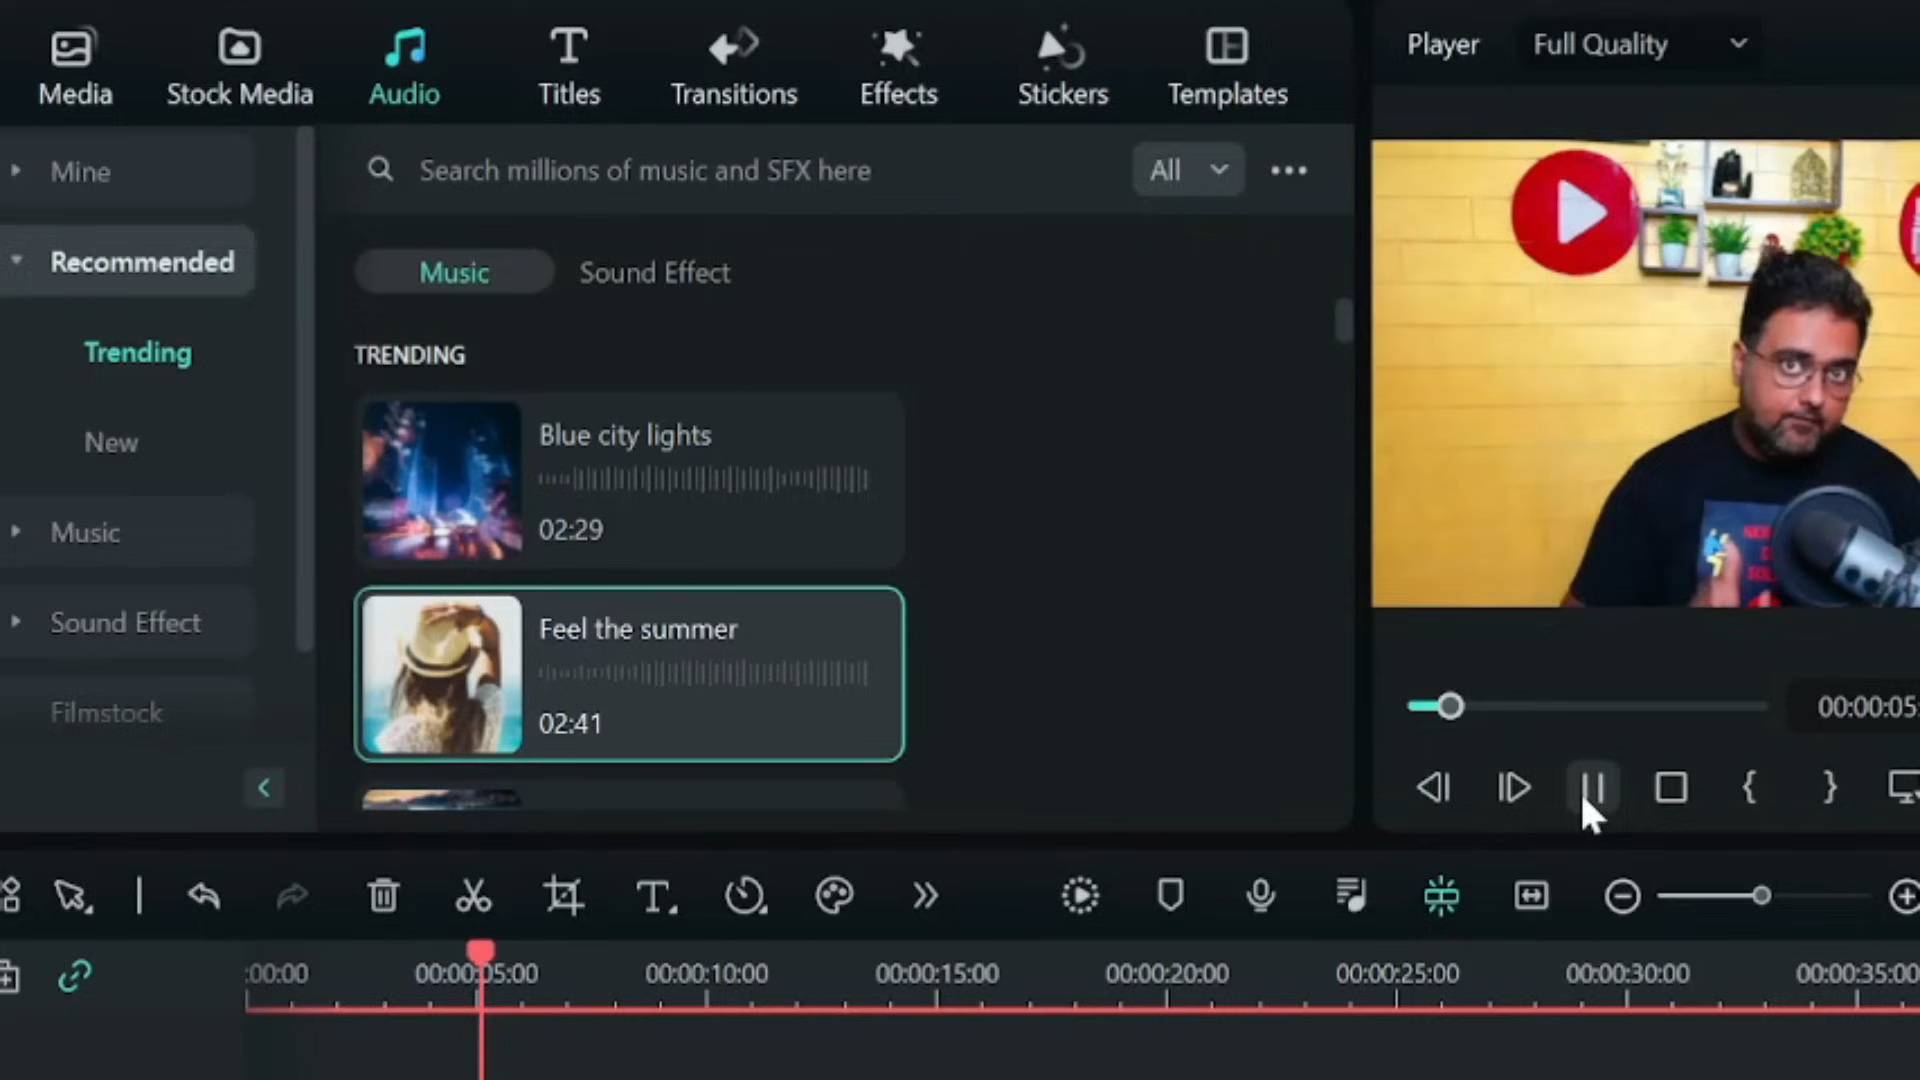 Media
Stock Media
Audio
Titles
Transitions
Effects
Stickers
Templates
Player
Full Quality
Mine
Recommended
Trending
New
Music
Sound Effect
Filmstock
Search millions of music and SFX here
All
Music
Sound Effect
TRENDING
Blue city lights
02:29
Feel the summer
02:41
00:00:05:
:00:00
00:00:05:00
00:00:10:00
00:00:15:00
00:00:20:00
00:00:25:00
00:00:30:00
00:00:35:00